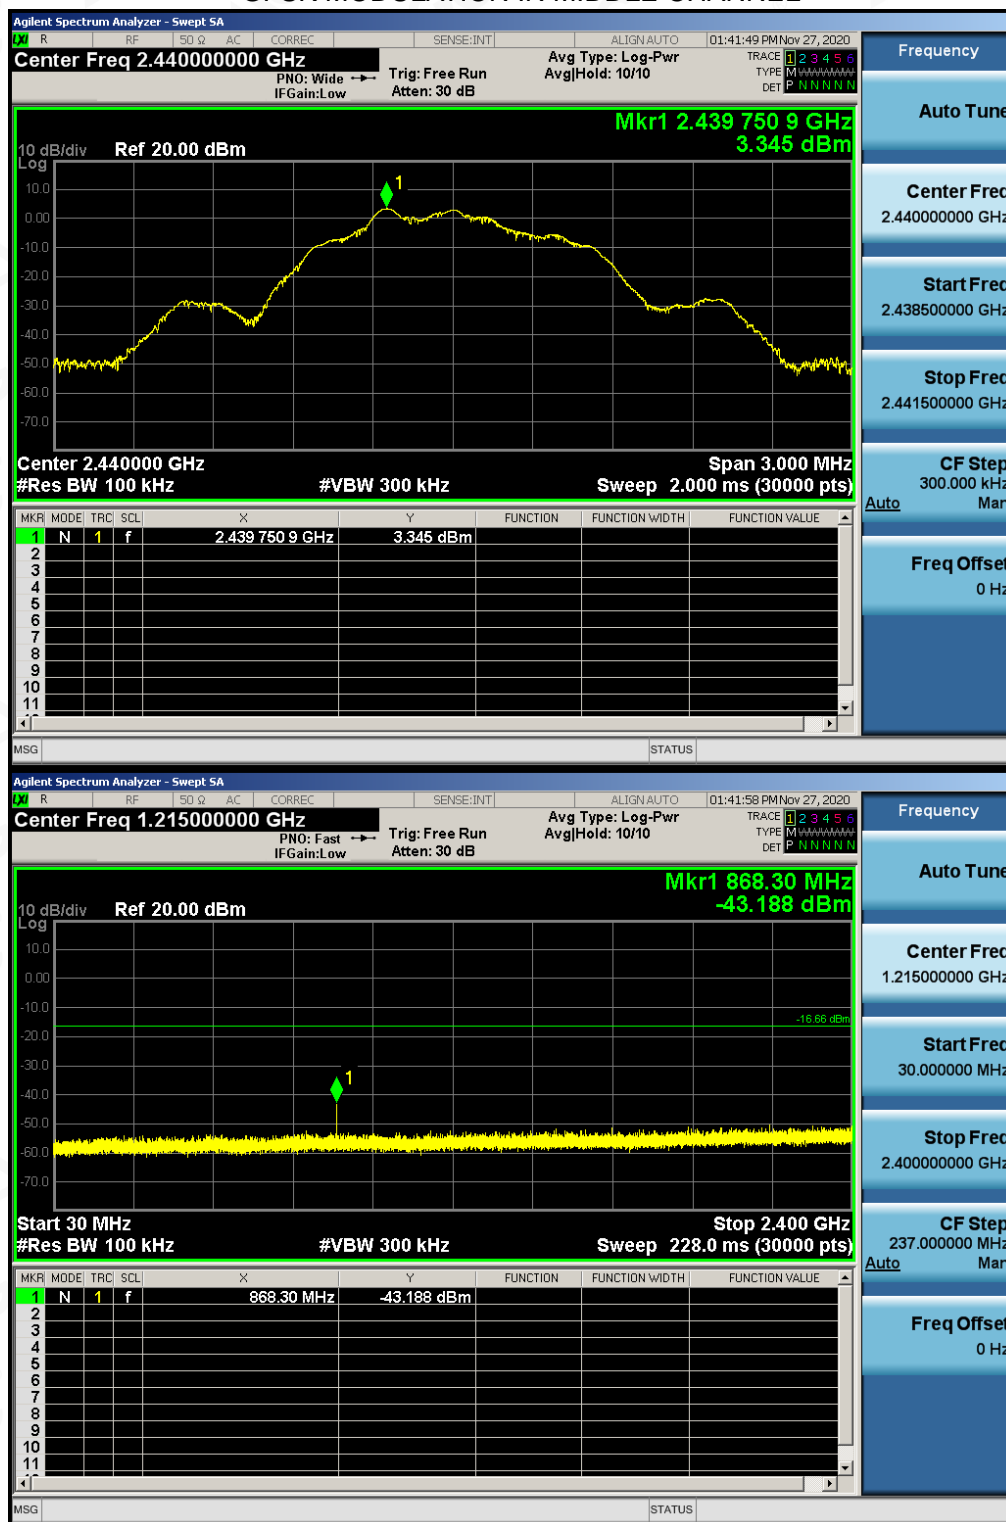 Agilent Spectrum Analyzer - Swept SA
LXI R RF 50 Ω AC CORREC SENSE:INT ALIGN AUTO 01:41:49 PM Nov 27, 2020
Center Freq 2.440000000 GHz
PNO: Wide
IFGain:Low
Trig: Free Run
Atten: 30 dB
Avg Type: Log-Pwr
Avg|Hold: 10/10
TRACE 1 2 3 4 5 6
TYPE M WWWWW
DET P N N N N N
Frequency
Mkr1 2.439 750 9 GHz
3.345 dBm
10 dB/div Ref 20.00 dBm
Log
10.0
0.00
-10.0
-20.0
-30.0
-40.0
-50.0
-60.0
-70.0
1
Center 2.440000 GHz Span 3.000 MHz
#Res BW 100 kHz #VBW 300 kHz Sweep 2.000 ms (30000 pts)
Auto Tune
Center Freq
2.440000000 GHz
Start Freq
2.438500000 GHz
Stop Freq
2.441500000 GHz
CF Step
300.000 kHz
Auto Man
Freq Offset
0 Hz
MKR MODE TRC SCL X Y FUNCTION FUNCTION WIDTH FUNCTION VALUE
1 N 1 f 2.439 750 9 GHz 3.345 dBm
2
3
4
5
6
7
8
9
10
11
MSG STATUS
Agilent Spectrum Analyzer - Swept SA
LXI R RF 50 Ω AC CORREC SENSE:INT ALIGN AUTO 01:41:58 PM Nov 27, 2020
Center Freq 1.215000000 GHz
PNO: Fast
IFGain:Low
Trig: Free Run
Atten: 30 dB
Avg Type: Log-Pwr
Avg|Hold: 10/10
TRACE 1 2 3 4 5 6
TYPE M WWWWW
DET P N N N N N
Frequency
Mkr1 868.30 MHz
-43.188 dBm
10 dB/div Ref 20.00 dBm
Log
10.0
0.00
-10.0
-20.0
-30.0
-40.0
-50.0
-60.0
-70.0
-16.66 dBm
1
Start 30 MHz Stop 2.400 GHz
#Res BW 100 kHz #VBW 300 kHz Sweep 228.0 ms (30000 pts)
Auto Tune
Center Freq
1.215000000 GHz
Start Freq
30.000000 MHz
Stop Freq
2.400000000 GHz
CF Step
237.000000 MHz
Auto Man
Freq Offset
0 Hz
MKR MODE TRC SCL X Y FUNCTION FUNCTION WIDTH FUNCTION VALUE
1 N 1 f 868.30 MHz -43.188 dBm
2
3
4
5
6
7
8
9
10
11
MSG STATUS